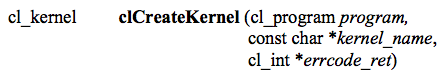 cl_kernel clCreateKernel (cl_program program,
const char *kernel_name,
cl_int *errcode_ret)